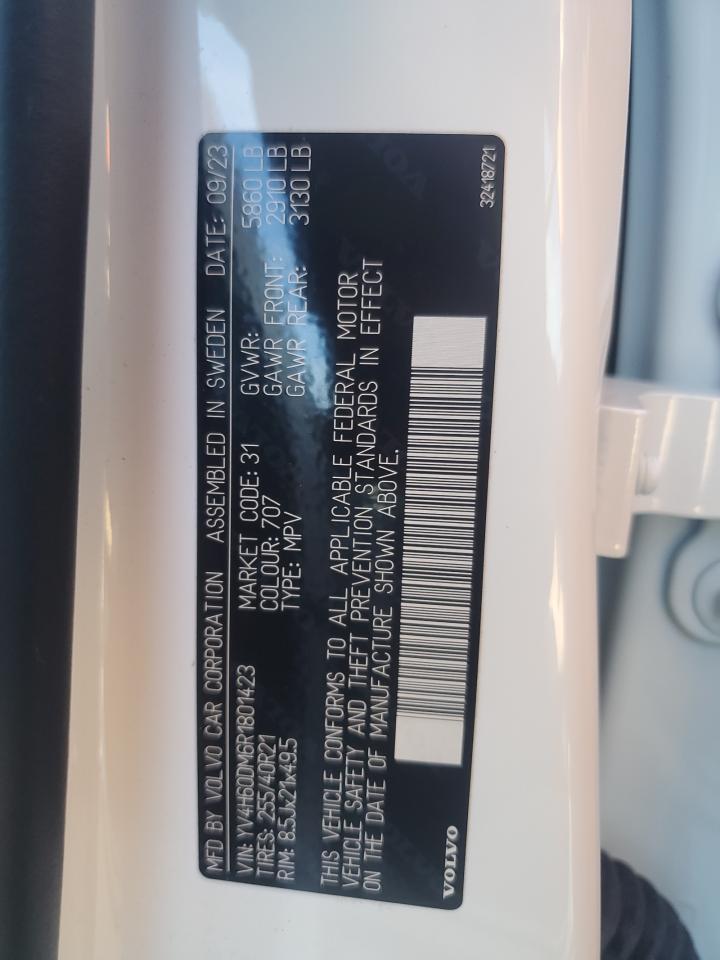 MFD BY VOLVO CAR CORPORATION ASSEMBLED IN SWEDEN DATE: 09/23
VIN: YV4H60DM6R1801423 MARKET CODE: 31 GVWR: 5860 LB
TIRES: 255/40R21 COLOUR: 707 GAWR FRONT: 2910 LB
RIM: 8.5Jx21x49.5 TYPE: MPV GAWR REAR: 3130 LB
THIS VEHICLE CONFORMS TO ALL APPLICABLE FEDERAL MOTOR
VEHICLE SAFETY AND THEFT PREVENTION STANDARDS IN EFFECT
ON THE DATE OF MANUFACTURE SHOWN ABOVE.
VOLVO 32418721